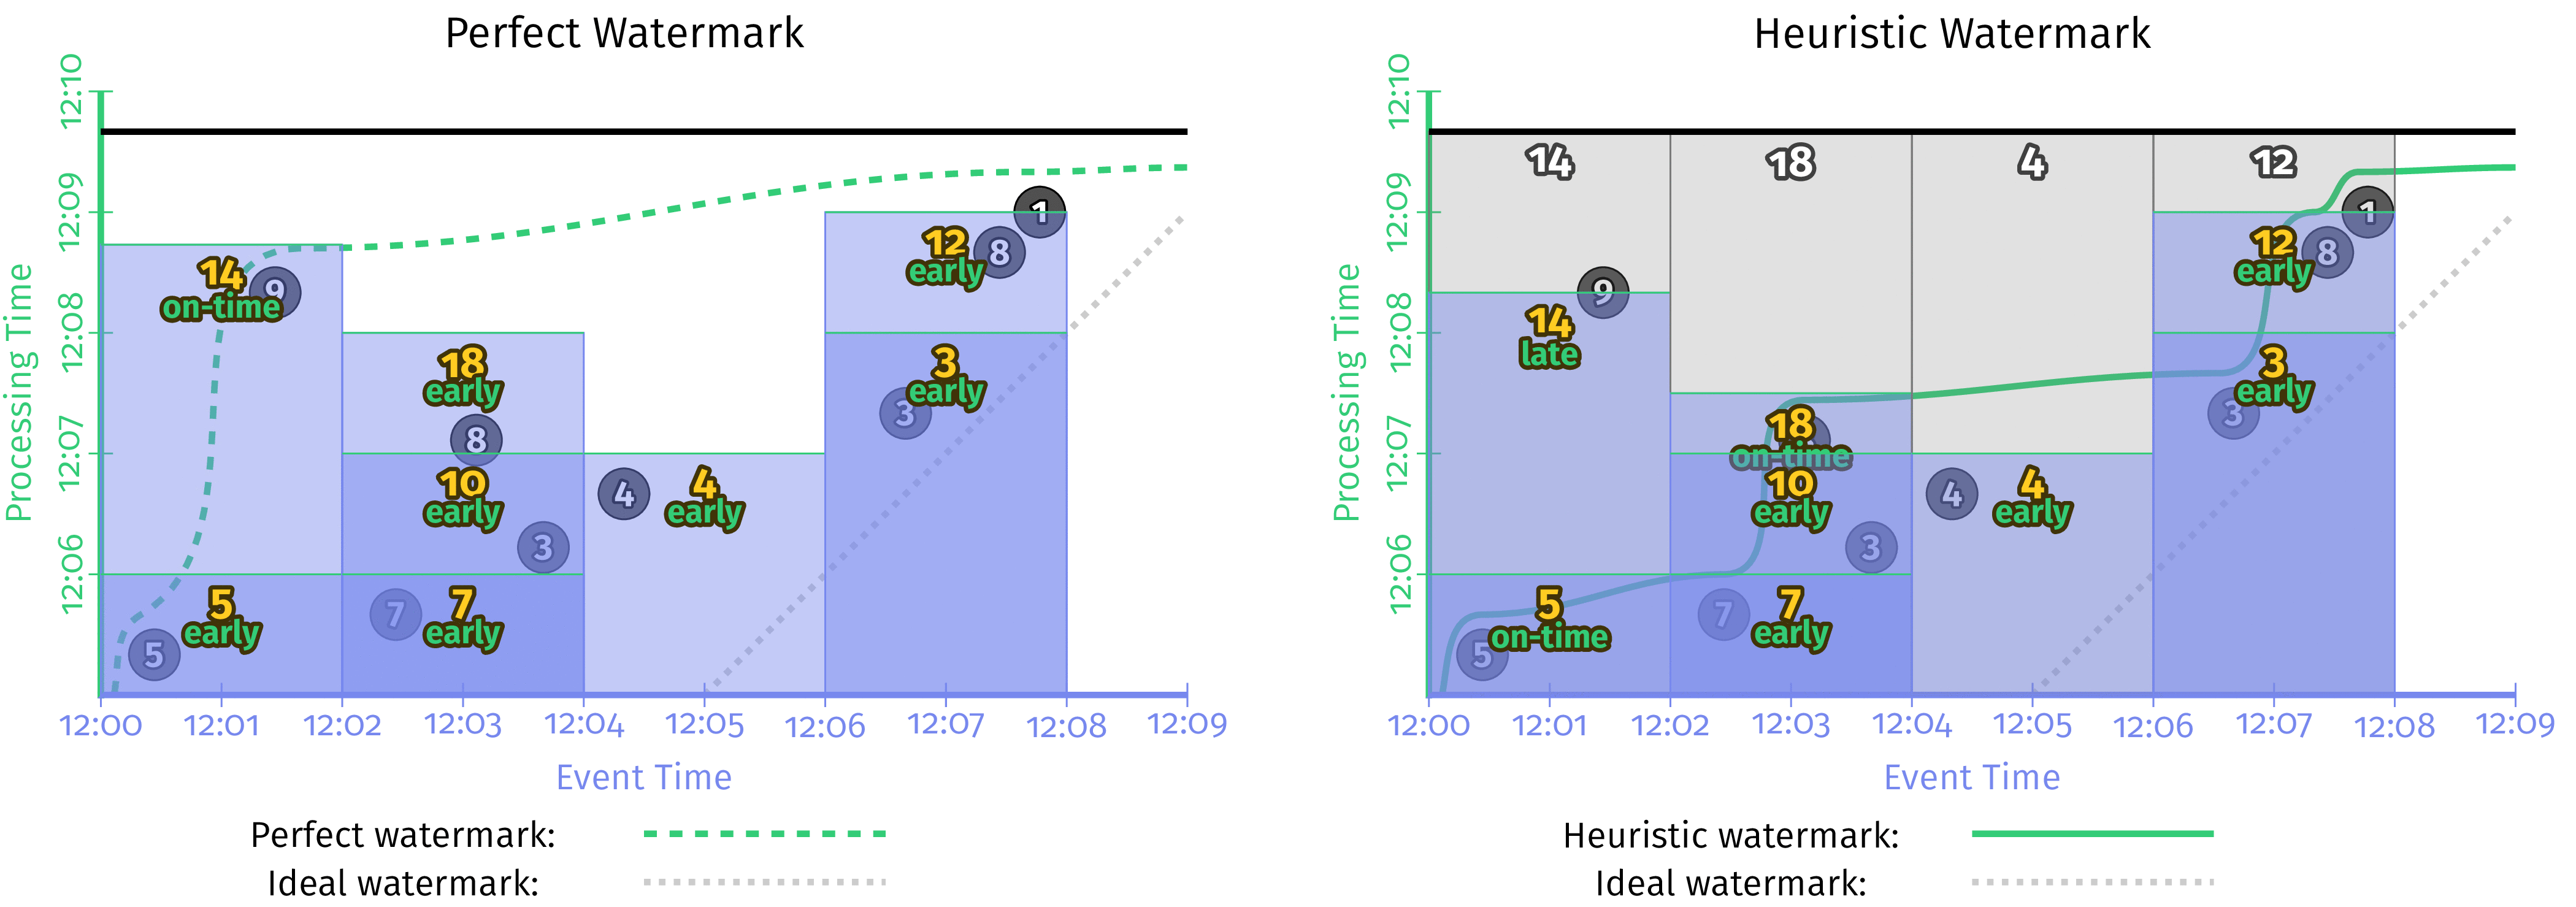 Perfect Watermark
Processing Time
12:10
12:09
12:08
12:07
12:06
14
on-time
9
5
early
5
18
early
8
10
early
3
7
7
early
4
4
early
12
early
8
1
3
early
3
12:00
12:01
12:02
12:03
12:04
12:05
12:06
12:07
12:08
12:09
Event Time
Perfect watermark:
Ideal watermark:
Heuristic Watermark
Processing Time
12:10
12:09
12:08
12:07
12:06
14
18
4
12
9
14
late
5
on-time
5
18
on-time
10
early
3
7
7
early
4
4
early
12
early
8
1
3
early
3
12:00
12:01
12:02
12:03
12:04
12:05
12:06
12:07
12:08
12:09
Event Time
Heuristic watermark:
Ideal watermark: